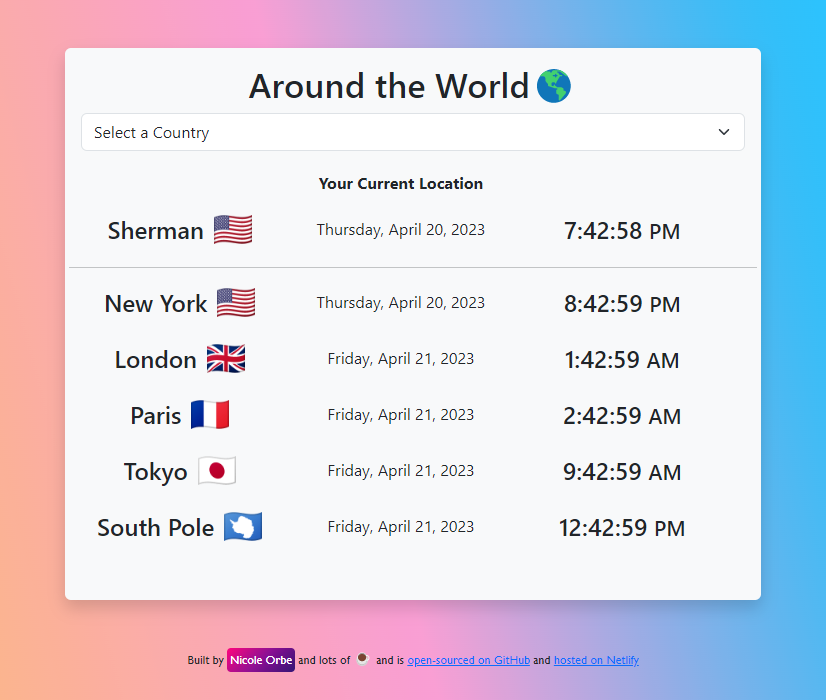 Around the World
Select a Country
Your Current Location
Sherman Thursday, April 20, 2023 7:42:58 PM
New York Thursday, April 20, 2023 8:42:59 PM
London Friday, April 21, 2023 1:42:59 AM
Paris Friday, April 21, 2023 2:42:59 AM
Tokyo Friday, April 21, 2023 9:42:59 AM
South Pole Friday, April 21, 2023 12:42:59 PM
Built by Nicole Orbe and lots of and is open-sourced on GitHub and hosted on Netlify